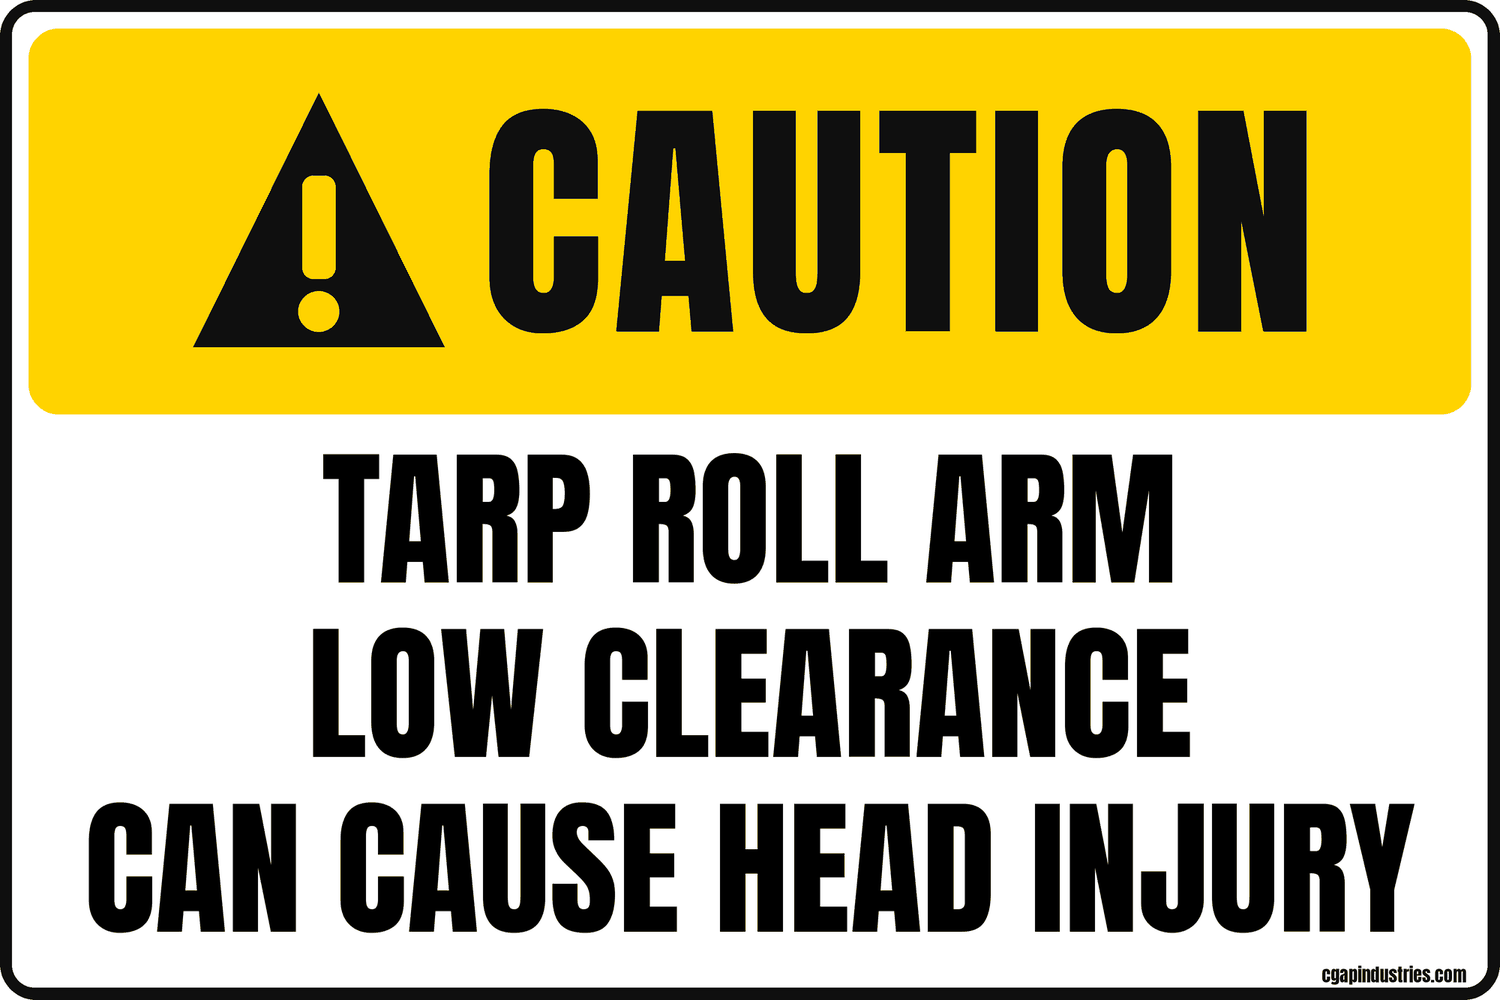 CAUTION
TARP ROLL ARM
LOW CLEARANCE
CAN CAUSE HEAD INJURY
cgapindustries.com